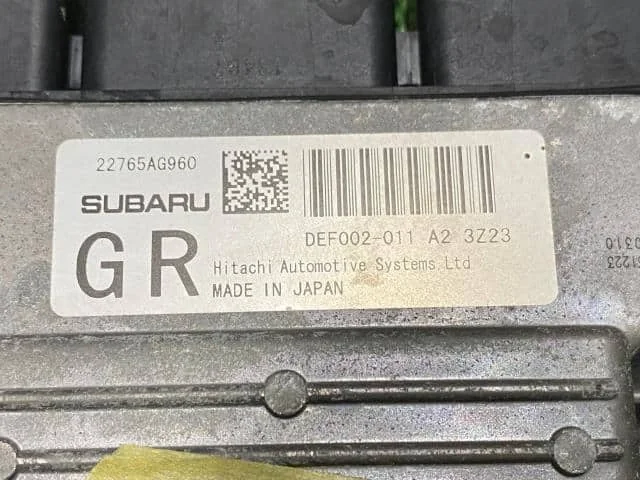 22765AG960
SUBARU
DEF002-011 A2 3Z23
GR
Hitachi Automotive Systems,Ltd
MADE IN JAPAN